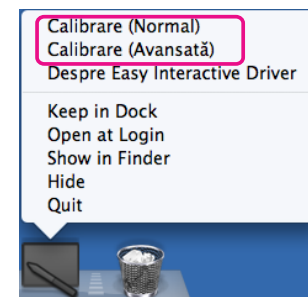 Calibrare (Normal)
Calibrare (Avansată)
Despre Easy Interactive Driver
Keep in Dock
Open at Login
Show in Finder
Hide
Quit